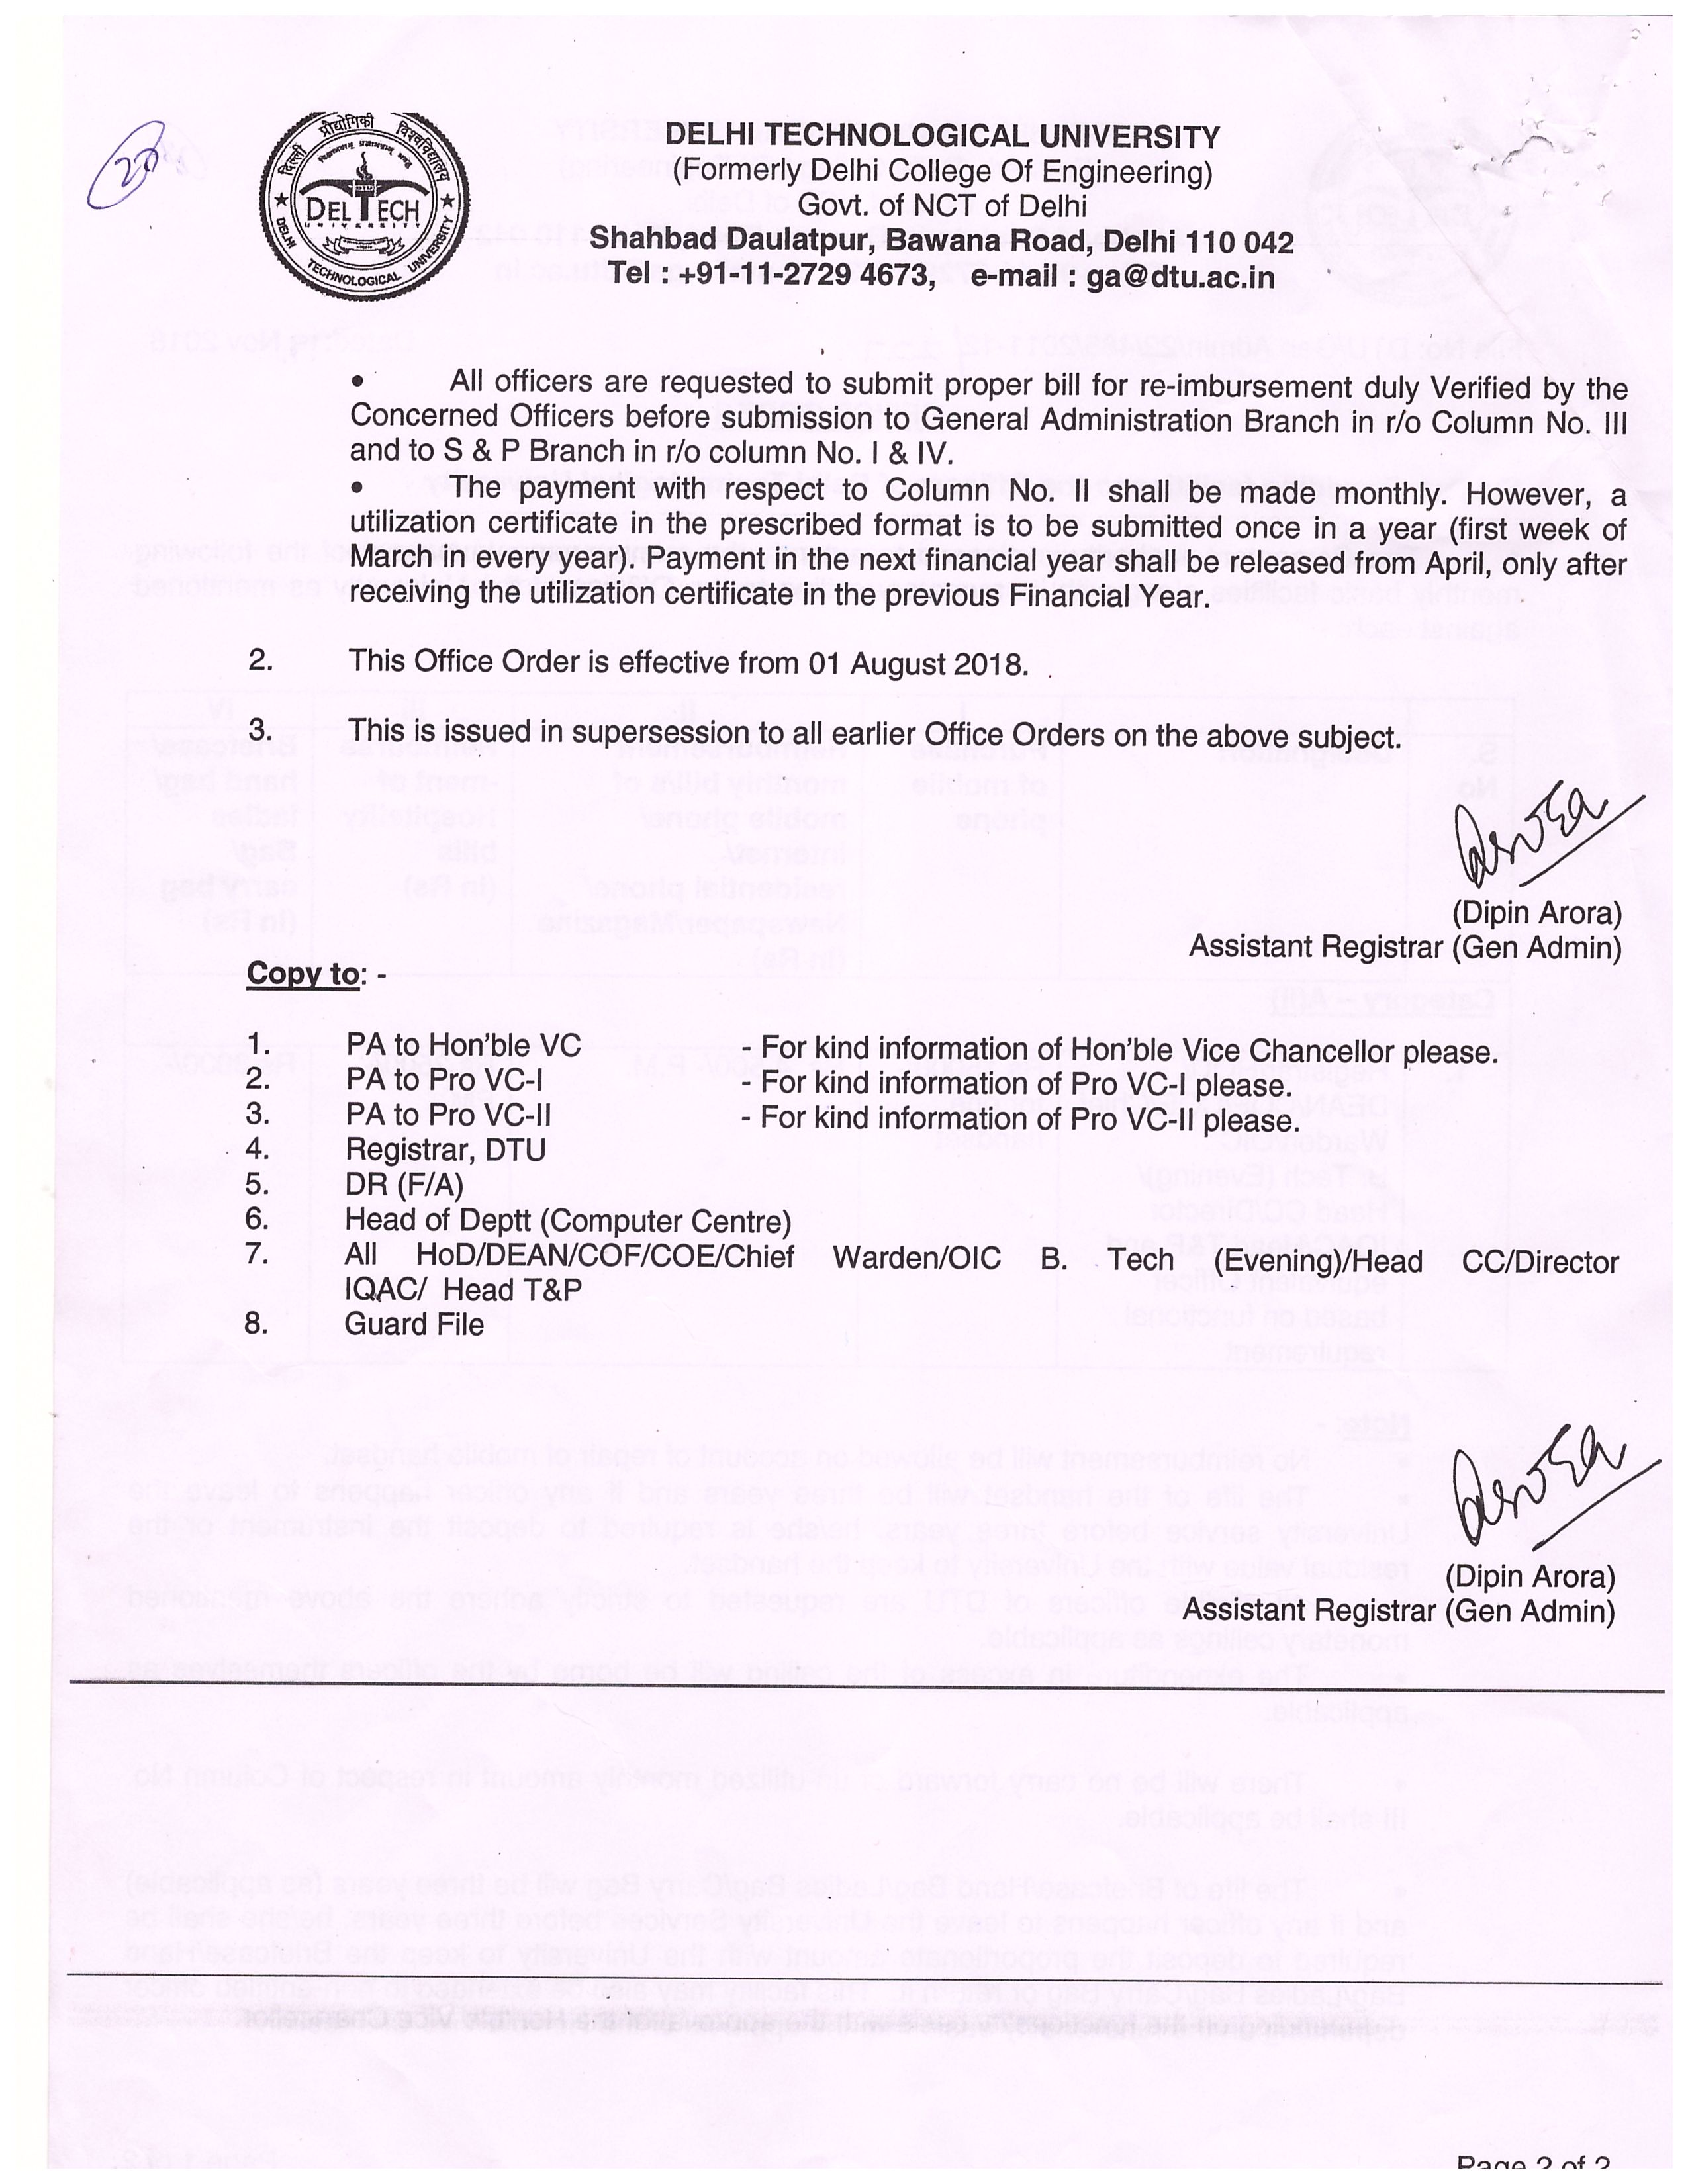 दिल्ली प्रौद्योगिकी विश्वविद्यालय
DELTECH
UNIVERSITY
DELHI TECHNOLOGICAL UNIVERSITY
DELHI TECHNOLOGICAL UNIVERSITY
(Formerly Delhi College Of Engineering)
Govt. of NCT of Delhi
Shahbad Daulatpur, Bawana Road, Delhi 110 042
Tel : +91-11-2729 4673, e-mail : ga@dtu.ac.in
• All officers are requested to submit proper bill for re-imbursement duly Verified by the
Concerned Officers before submission to General Administration Branch in r/o Column No. III
and to S & P Branch in r/o column No. I & IV.
• The payment with respect to Column No. II shall be made monthly. However, a
utilization certificate in the prescribed format is to be submitted once in a year (first week of
March in every year). Payment in the next financial year shall be released from April, only after
receiving the utilization certificate in the previous Financial Year.
2. This Office Order is effective from 01 August 2018.
3. This is issued in supersession to all earlier Office Orders on the above subject.
(Dipin Arora)
Assistant Registrar (Gen Admin)
Copy to: -
1. PA to Hon'ble VC - For kind information of Hon'ble Vice Chancellor please.
2. PA to Pro VC-I - For kind information of Pro VC-I please.
3. PA to Pro VC-II - For kind information of Pro VC-II please.
4. Registrar, DTU
5. DR (F/A)
6. Head of Deptt (Computer Centre)
7. All HoD/DEAN/COF/COE/Chief Warden/OIC B. Tech (Evening)/Head CC/Director
IQAC/ Head T&P
8. Guard File
(Dipin Arora)
Assistant Registrar (Gen Admin)
Page 2 of 2